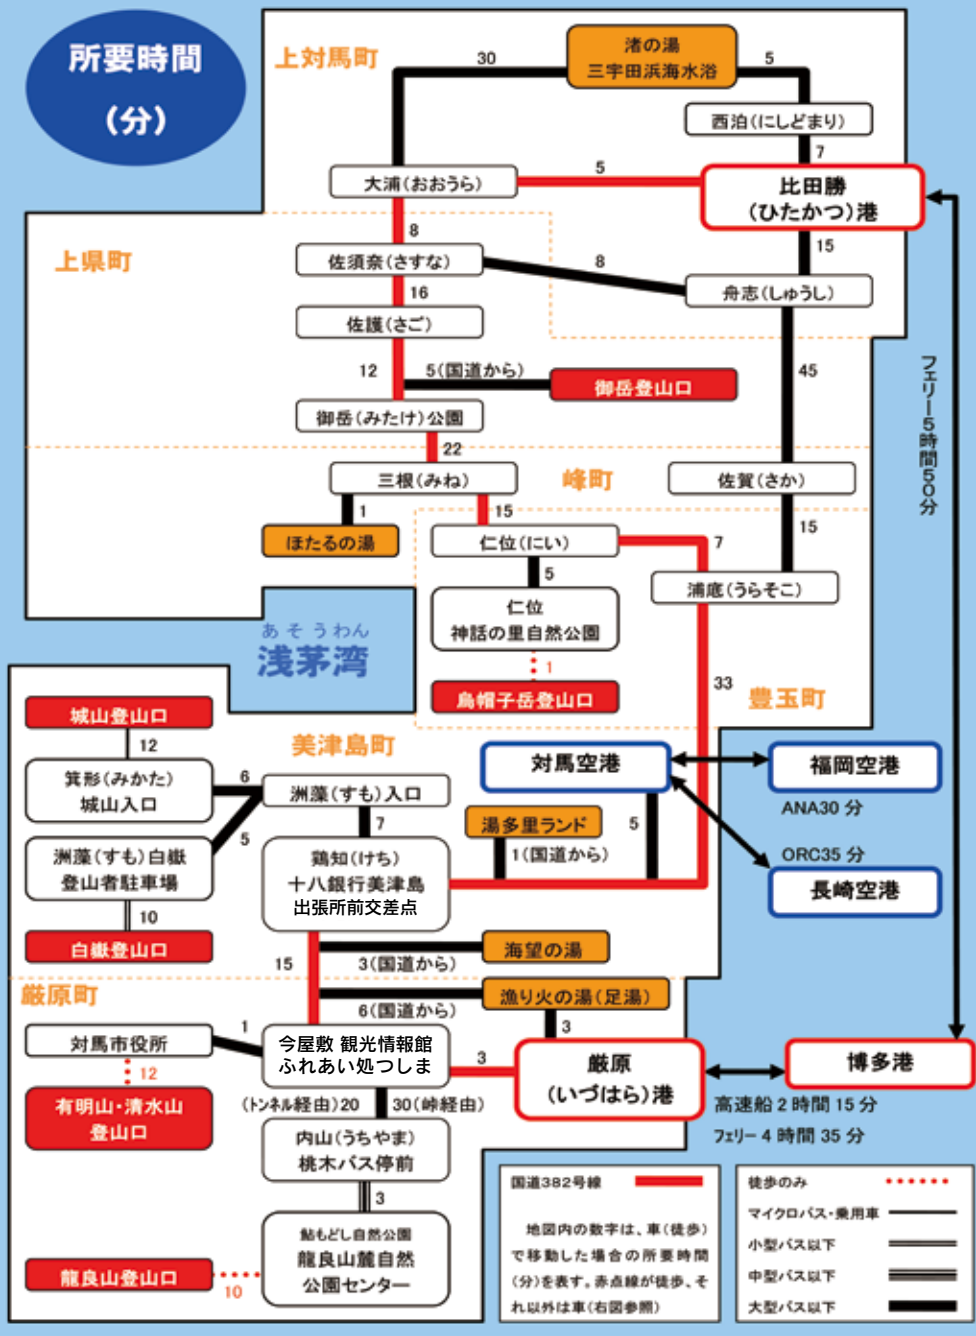 所要時間
(分)
上対馬町
30
渚の湯
三宇田浜海水浴
5
西泊(にしどまり)
7
大浦(おおうら)
5
比田勝
(ひたかつ)港
8
15
上県町
佐須奈(さすな)
8
舟志(しゅうし)
16
佐護(さご)
12
5(国道から)
御岳登山口
45
フェリー5時間50分
御岳(みたけ)公園
22
三根(みね)
峰町
佐賀(さか)
1
15
15
ほたるの湯
仁位(にい)
7
5
浦底(うらそこ)
仁位
神話の里自然公園
あそうわん
浅茅湾
1
烏帽子岳登山口
33
豊玉町
城山登山口
12
美津島町
対馬空港
福岡空港
ANA30 分
箕形(みかた)
城山入口
6
洲藻(すも)入口
7
湯多里ランド
5
1(国道から)
5
ORC35 分
長崎空港
洲藻(すも)白嶽
登山者駐車場
鶏知(けち)
十八銀行美津島
出張所前交差点
10
白嶽登山口
15
海望の湯
3(国道から)
厳原町
漁り火の湯(足湯)
6(国道から)
3
対馬市役所
1
今屋敷 観光情報館
ふれあい処つしま
3
厳原
(いづはら)港
博多港
12
有明山・清水山
登山口
(トンネル経由)20
30(峠経由)
高速船 2 時間 15 分
フェリー 4 時間 35 分
内山(うちやま)
桃木バス停前
3
鮎もどし自然公園
龍良山麓自然
公園センター
龍良山登山口
10
国道382号線
地図内の数字は、車(徒歩)
で移動した場合の所要時間
(分)を表す。赤点線が徒歩、そ
れ以外は車(右図参照)
徒歩のみ
マイクロバス・乗用車
小型バス以下
中型バス以下
大型バス以下